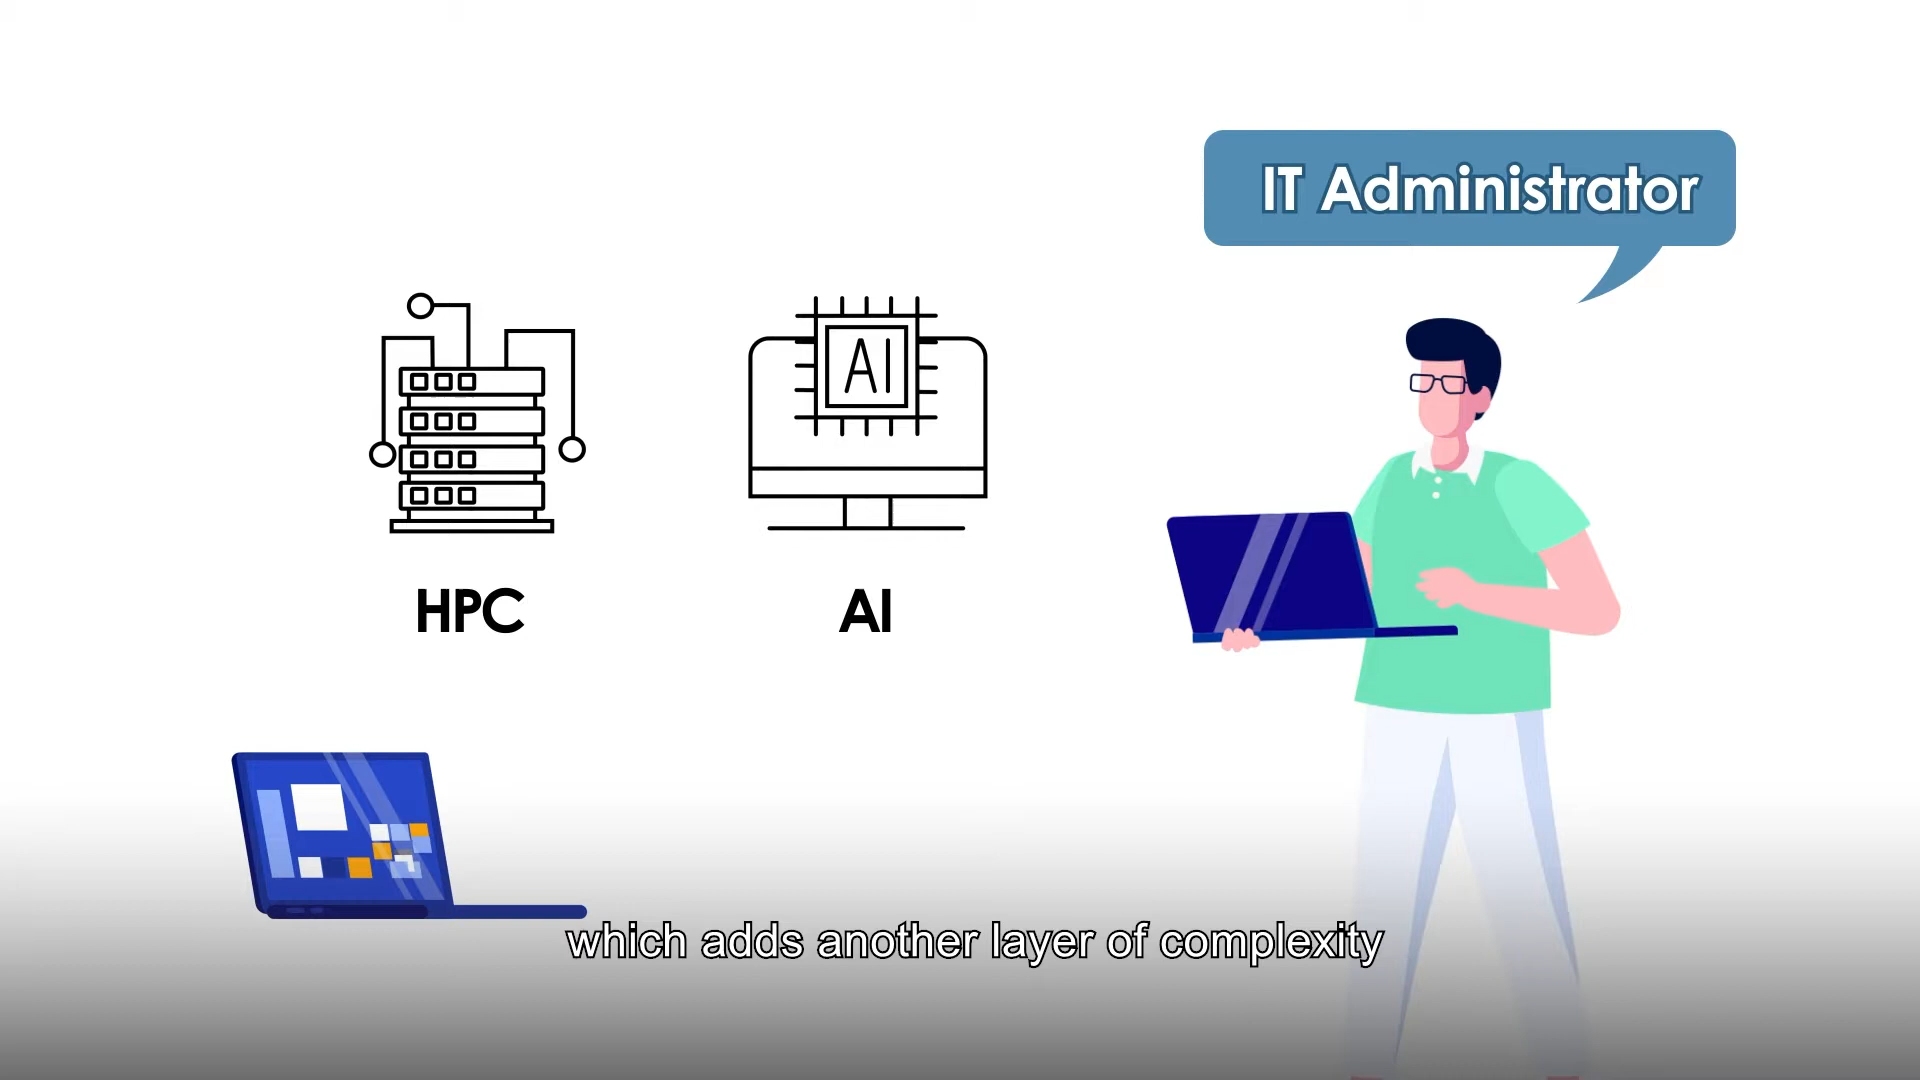 IT Administrator
AI
HPC
AI
which adds another layer of complexity